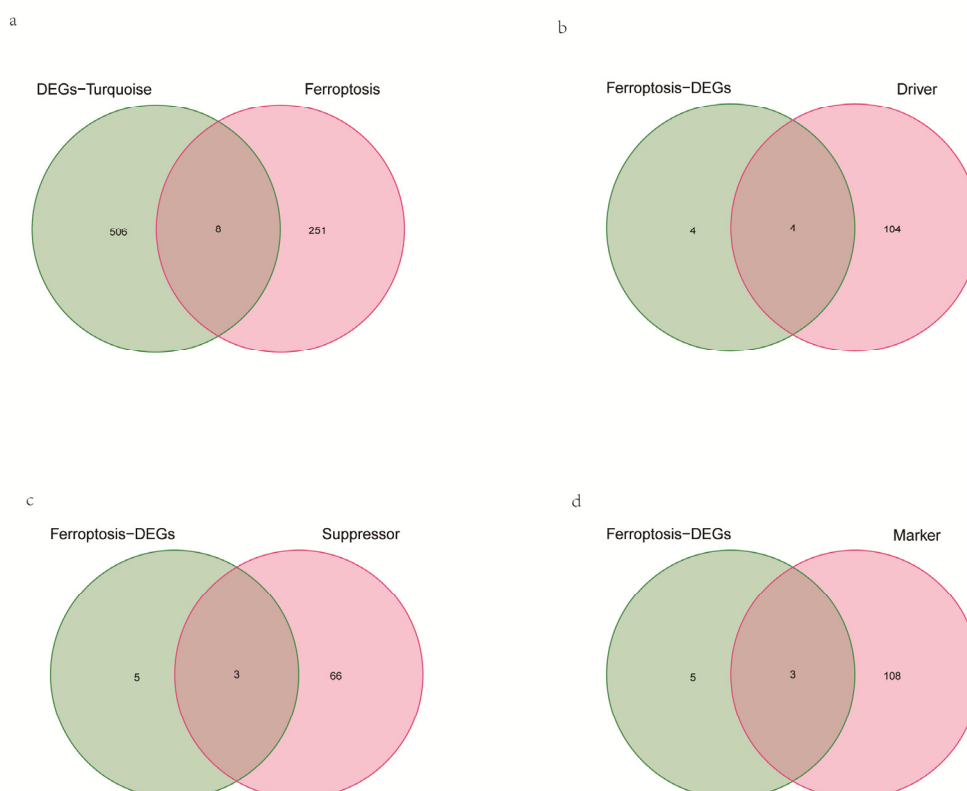 a
DEGs−Turquoise
Ferroptosis
506
8
251
b
Ferroptosis−DEGs
Driver
4
4
104
c
Ferroptosis−DEGs
Suppressor
5
3
66
d
Ferroptosis−DEGs
Marker
5
3
108